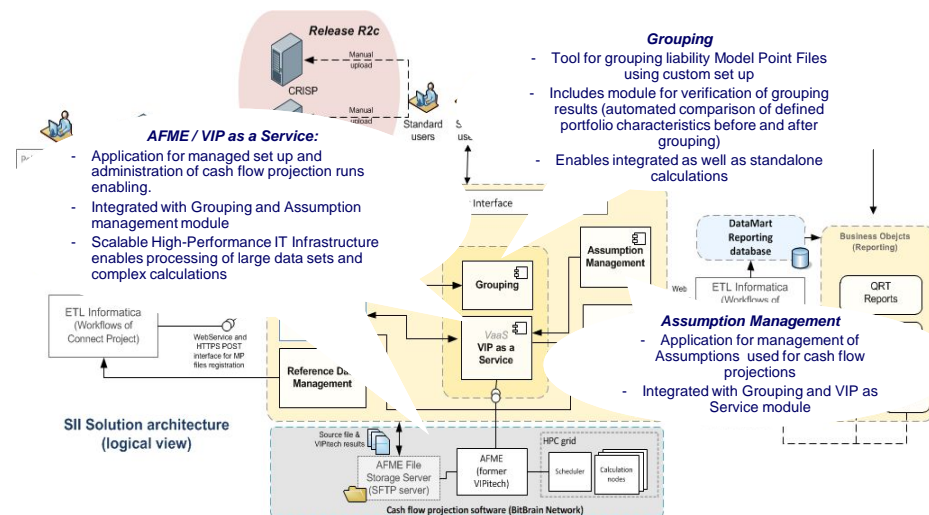 Release R2c
Manual
upload
CRISP
Manual
upload
Standard
users
Grouping
- Tool for grouping liability Model Point Files
using custom set up
- Includes module for verification of grouping
results (automated comparison of defined
portfolio characteristics before and after
grouping)
- Enables integrated as well as standalone
calculations
AFME / VIP as a Service:
- Application for managed set up and
administration of cash flow projection runs
enabling.
- Integrated with Grouping and Assumption
management module
- Scalable High-Performance IT Infrastructure
enables processing of large data sets and
complex calculations
Interface
Assumption
Management
Grouping
VaaS
VIP as a
Service
Web
DataMart
Reporting
database
Business Obejcts
(Reporting)
ETL Informatica
(Workflows of
QRT
Reports
ETL Informatica
(Workflows of
Connect Project)
WebService and
HTTPS POST
interface for MP
files registration
Reference Da
Management
Assumption Management
- Application for management of
Assumptions used for cash flow
projections
- Integrated with Grouping and VIP as
Service module
SII Solution architecture
(logical view)
Source file &
VIPitech results
AFME File
Storage Server
(SFTP server)
AFME
(former
VIPitech)
HPC grid
Scheduler
Calculation
nodes
Cash flow projection software (BitBrain Network)